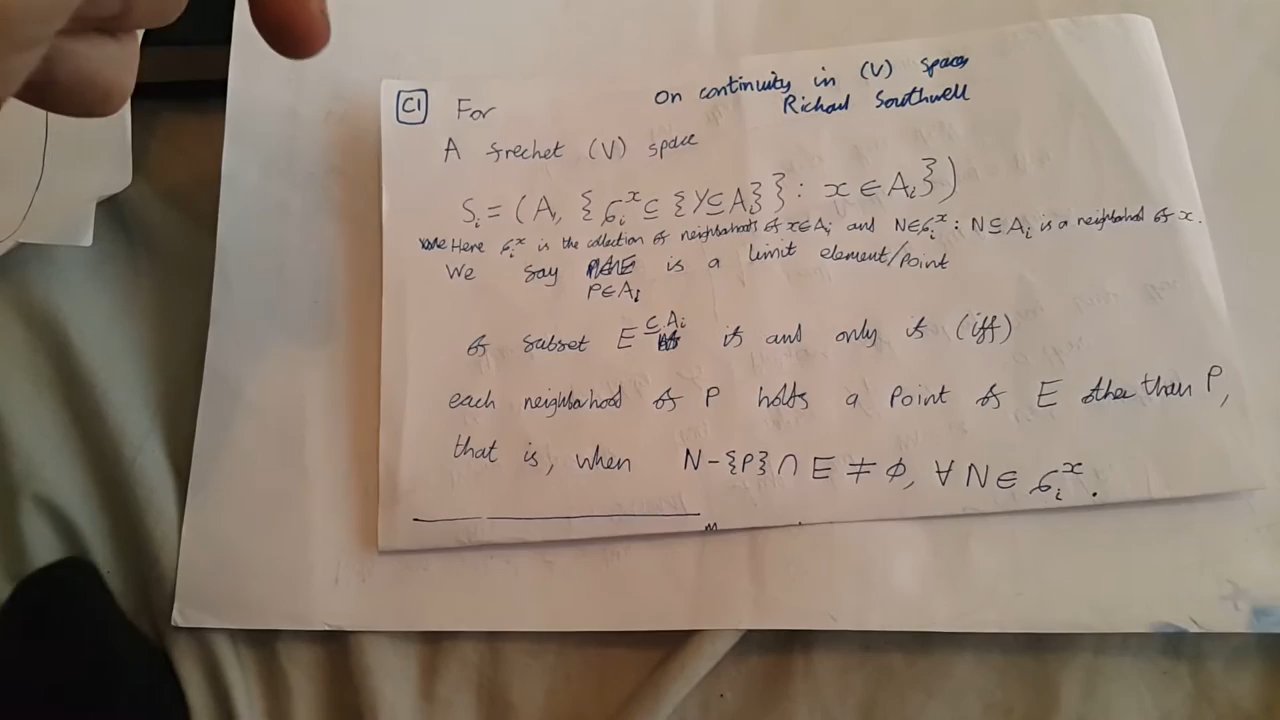 On continuity in (V) spaces
Richard Southwell
C1 For
A frechet (V) space
Sᵢ = (A, {σᵢˣ ⊆ {Y⊆Aᵢ}} : x ∈ Aᵢ})
Here σᵢˣ is the collection of neighborhoods of x∈Aᵢ and N∈σᵢˣ : N⊆Aᵢ is a neighborhod of x.
We say is a limit element/point
P∈Aᵢ
of subset E ⊆Aᵢ if and only if (iff)
each neighborhood of P holds a point of E other than P,
that is, when N-{P}∩E ≠ ϕ, ∀N∈ σᵢˣ.